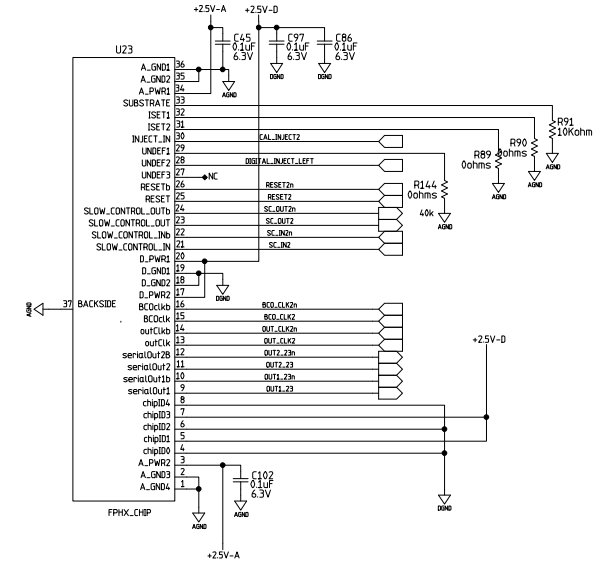 +2.5V-A +2.5V-D
C45 0.1uF 6.3V
C97 0.1uF 6.3V
C86 0.1uF 6.3V
AGND DGND DGND
U23
A_GND1 36
A_GND2 35
A_PWR1 34
SUBSTRATE 33
ISET1 32
ISET2 31
INJECT_IN 30 CAL_INJECT2
UNDEF1 29
UNDEF2 28 DIGITAL_INJECT_LEFT
UNDEF3 27 NC
RESETb 26 RESET2n
RESET 25 RESET2
SLOW_CONTROL_OUTb 24 SC_OUT2n
SLOW_CONTROL_OUT 23 SC_OUT2
SLOW_CONTROL_INb 22 SC_IN2n
SLOW_CONTROL_IN 21 SC_IN2
R91 10Kohm AGND
R90 0ohms AGND
R89 0ohms AGND
R144 0ohms
40k AGND
D_PWR1 20
D_GND1 19
D_GND2 18
D_PWR2 17
DGND
AGND 37 BACKSIDE
BCOclkb 16 BCO_CLK2n
BCOclk 15 BCO_CLK2
outClkb 14 OUT_CLK2n
outClk 13 OUT_CLK2
serialOut2B 12 OUT2_23n
serialOut2 11 OUT2_23
serialOut1b 10 OUT1_23n
serialOut1 9 OUT1_23
+2.5V-D
chipID4 8
chipID3 7
chipID2 6
chipID1 5
chipID0 4
A_PWR2 3
A_GND3 2
A_GND4 1
C102 0.1uF 6.3V
AGND AGND DGND
FPHX_CHIP
+2.5V-A